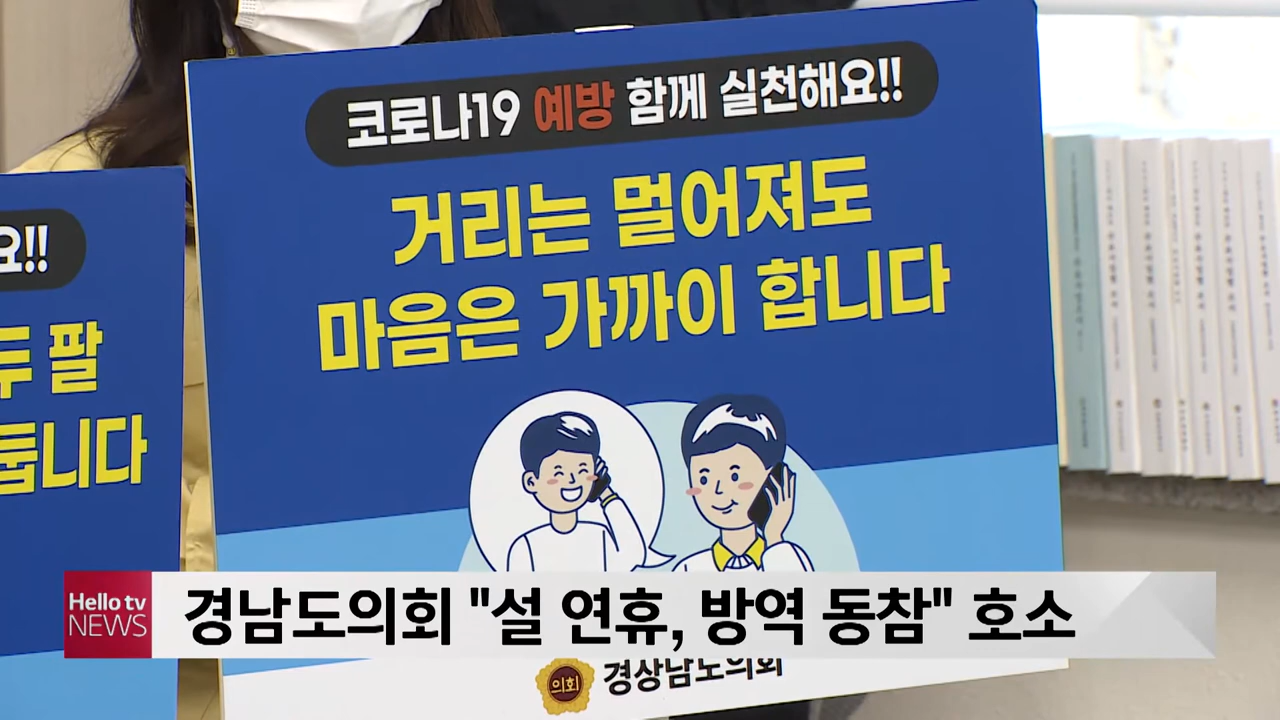 코로나19 예방 함께 실천해요!!
거리는 멀어져도
마음은 가까이 합니다
요!!
두 팔
둡니다
Hello tv
NEWS
경남도의회 "설 연휴, 방역 동참" 호소
의회
경상남도의회